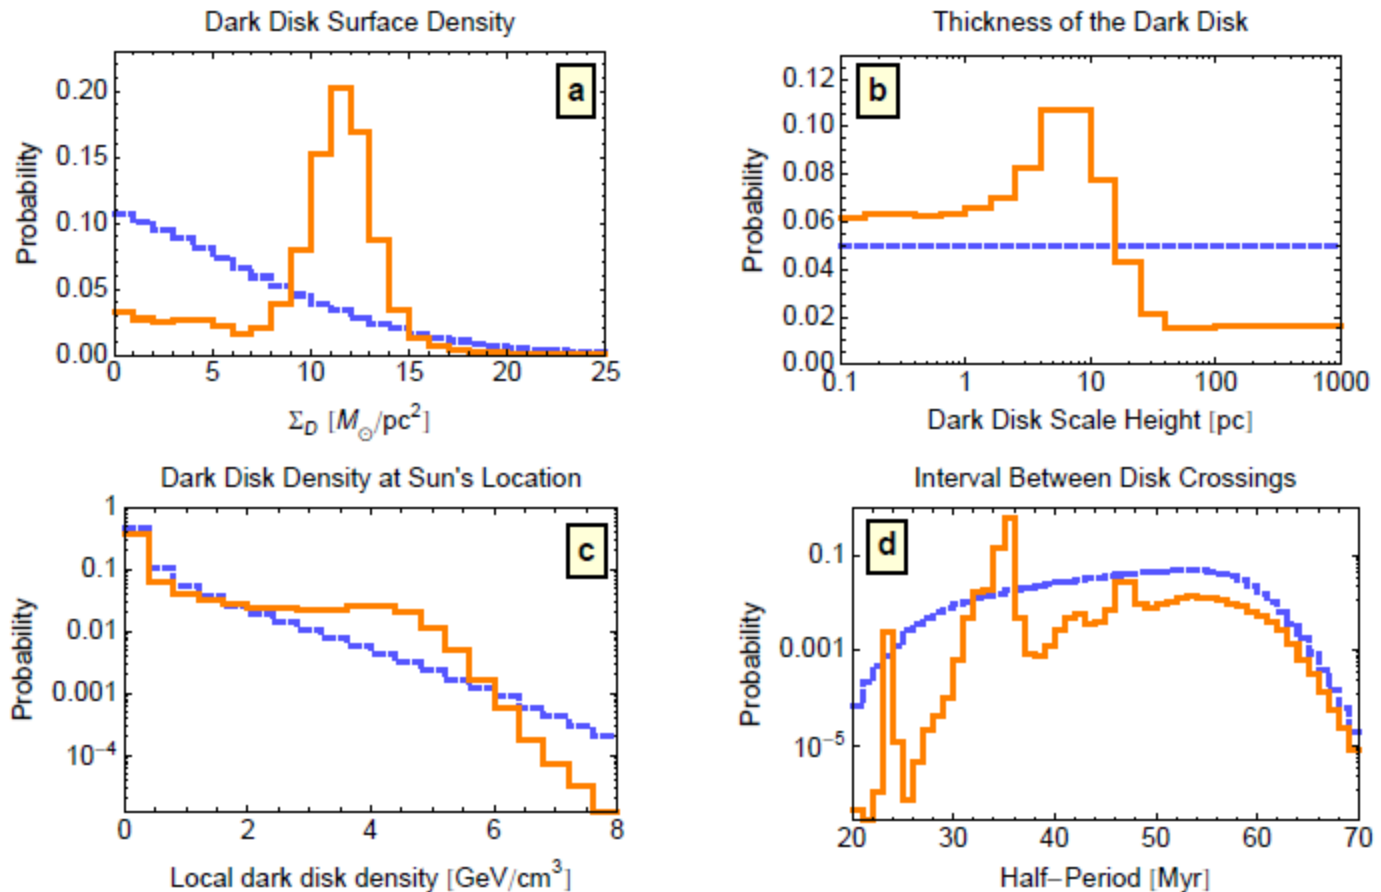 Dark Disk Surface Density
a
0.20
0.15
0.10
0.05
0.00
Probability
0 5 10 15 20 25
Σ_D [M_⊙/pc²]
Thickness of the Dark Disk
b
0.12
0.10
0.08
0.06
0.04
0.02
0.00
Probability
0.1 1 10 100 1000
Dark Disk Scale Height [pc]
Dark Disk Density at Sun's Location
c
1
0.1
0.01
0.001
10⁻⁴
Probability
0 2 4 6 8
Local dark disk density [GeV/cm³]
Interval Between Disk Crossings
d
0.1
0.001
10⁻⁵
Probability
20 30 40 50 60 70
Half−Period [Myr]